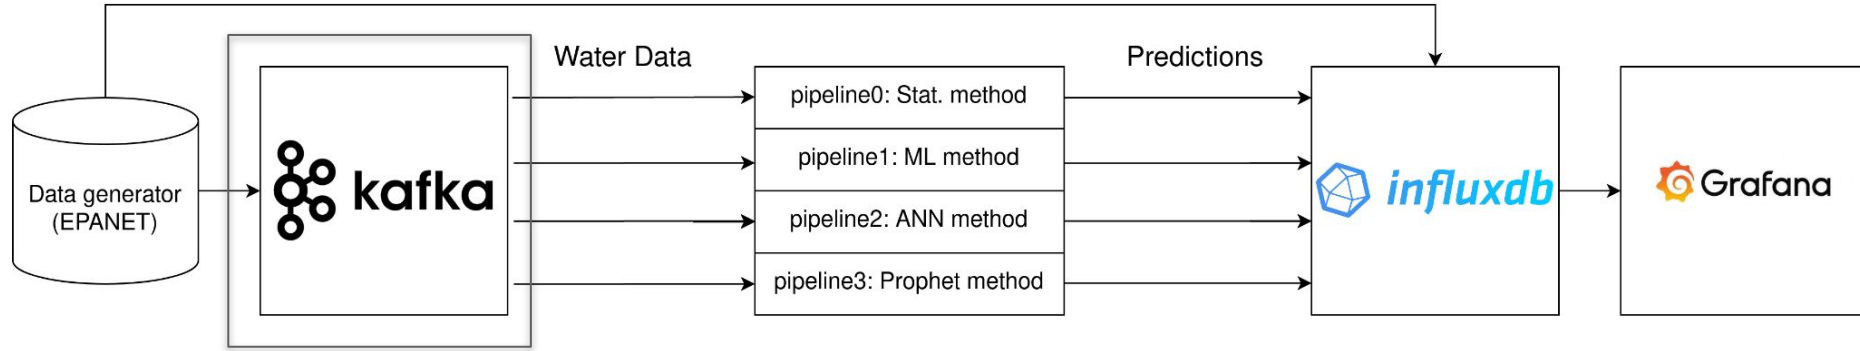 Water Data
Predictions
Data generator
(EPANET)
kafka
pipeline0: Stat. method
pipeline1: ML method
pipeline2: ANN method
pipeline3: Prophet method
influxdb
Grafana